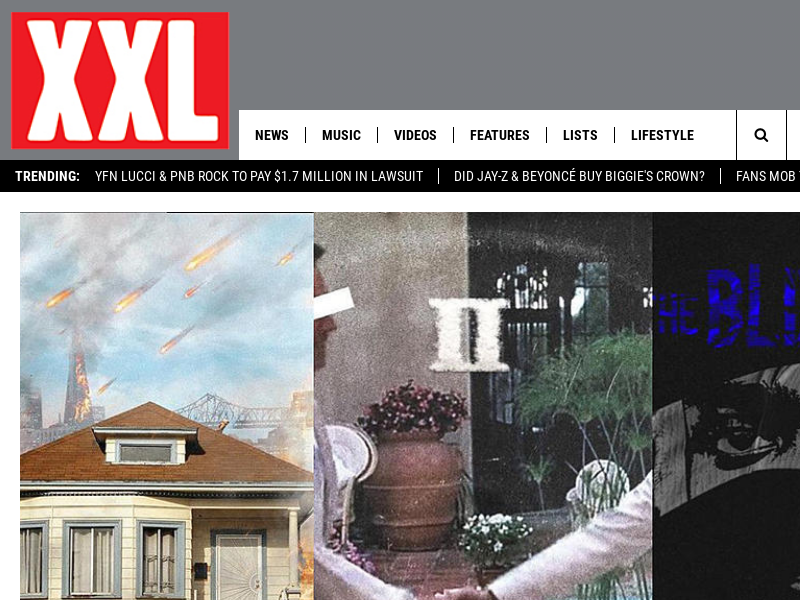 XXL
NEWS
MUSIC
VIDEOS
FEATURES
LISTS
LIFESTYLE
TRENDING: YFN LUCCI & PNB ROCK TO PAY $1.7 MILLION IN LAWSUIT DID JAY-Z & BEYONCÉ BUY BIGGIE'S CROWN? FANS MOB
II
THE